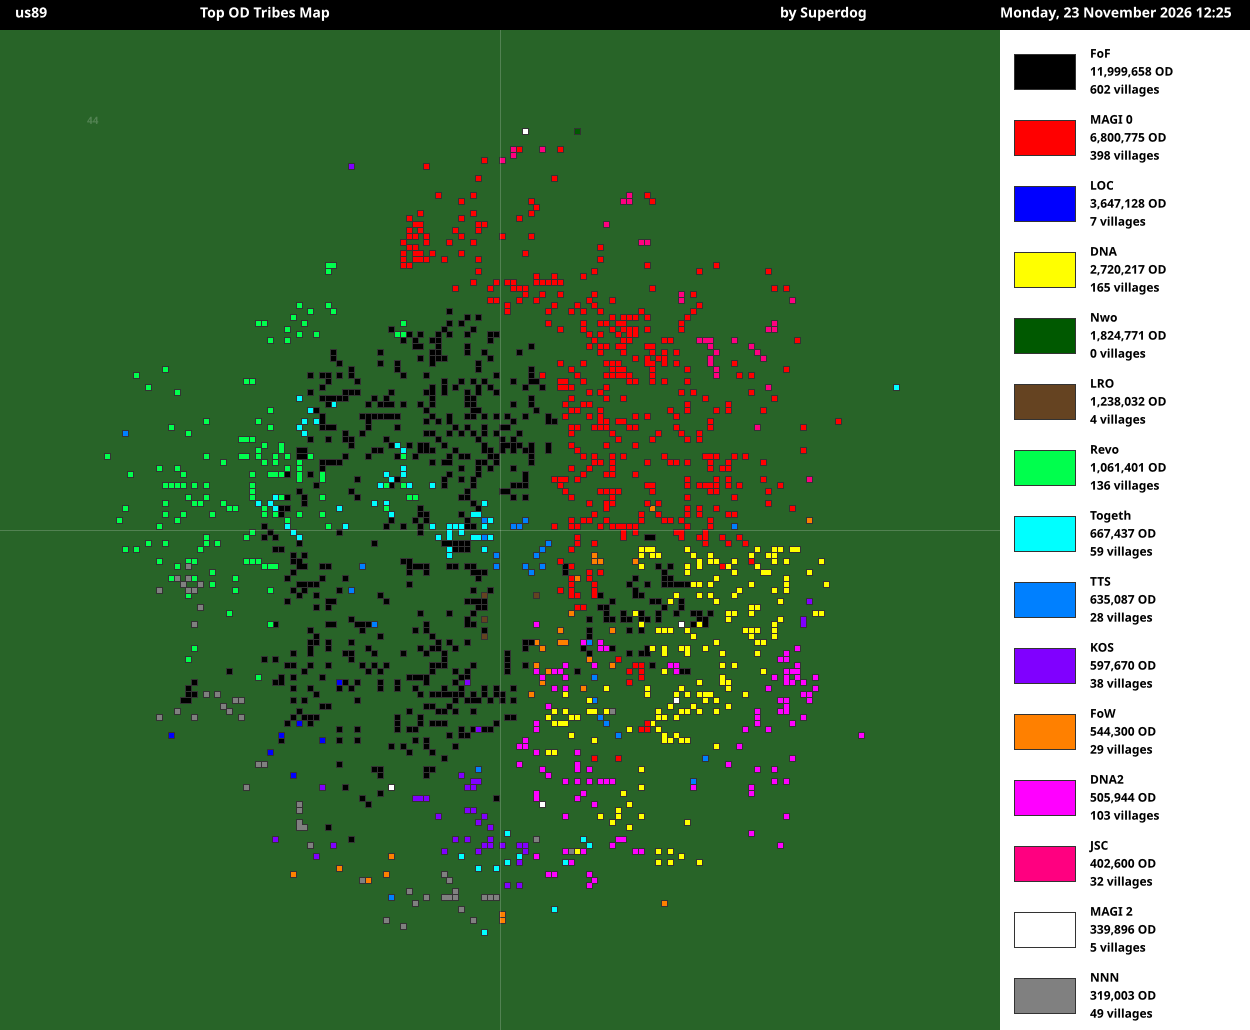 us89 Top OD Tribes Map by Superdog Monday, 23 November 2026 12:25
44
FoF
11,999,658 OD
602 villages
MAGI 0
6,800,775 OD
398 villages
LOC
3,647,128 OD
7 villages
DNA
2,720,217 OD
165 villages
Nwo
1,824,771 OD
0 villages
LRO
1,238,032 OD
4 villages
Revo
1,061,401 OD
136 villages
Togeth
667,437 OD
59 villages
TTS
635,087 OD
28 villages
KOS
597,670 OD
38 villages
FoW
544,300 OD
29 villages
DNA2
505,944 OD
103 villages
JSC
402,600 OD
32 villages
MAGI 2
339,896 OD
5 villages
NNN
319,003 OD
49 villages